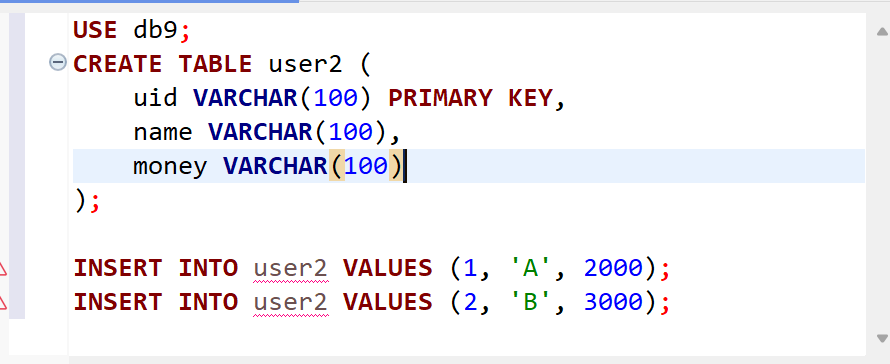 USE db9;
CREATE TABLE user2 (
    uid VARCHAR(100) PRIMARY KEY,
    name VARCHAR(100),
    money VARCHAR(100)
);
INSERT INTO user2 VALUES (1, 'A', 2000);
INSERT INTO user2 VALUES (2, 'B', 3000);